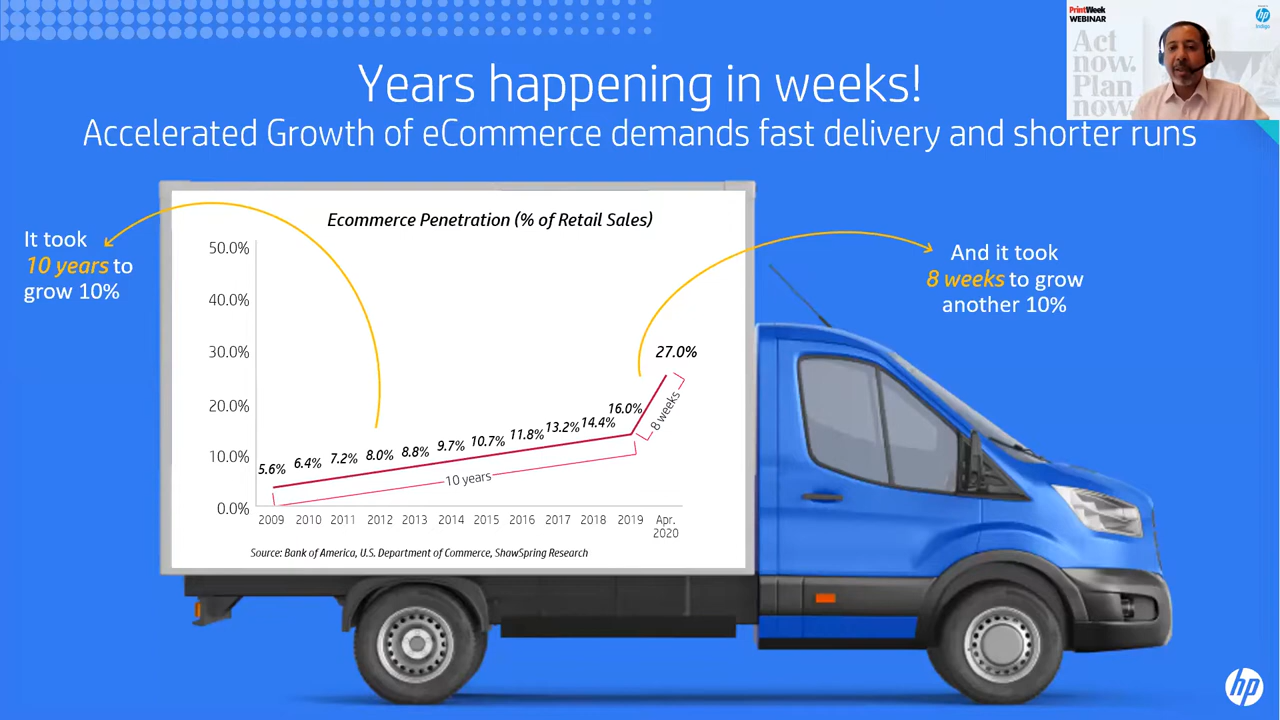 PrintWeek
WEBINAR
hp
Indigo
Act
now.
Plan
now.
Years happening in weeks!
Accelerated Growth of eCommerce demands fast delivery and shorter runs
It took
10 years to
grow 10%
And it took
8 weeks to grow
another 10%
Ecommerce Penetration (% of Retail Sales)
50.0%
40.0%
30.0%
20.0%
10.0%
0.0%
5.6% 6.4% 7.2% 8.0% 8.8% 9.7% 10.7% 11.8% 13.2% 14.4% 16.0% 27.0%
10 years
8 weeks
2009 2010 2011 2012 2013 2014 2015 2016 2017 2018 2019 Apr. 2020
Source: Bank of America, U.S. Department of Commerce, ShawSpring Research
hp